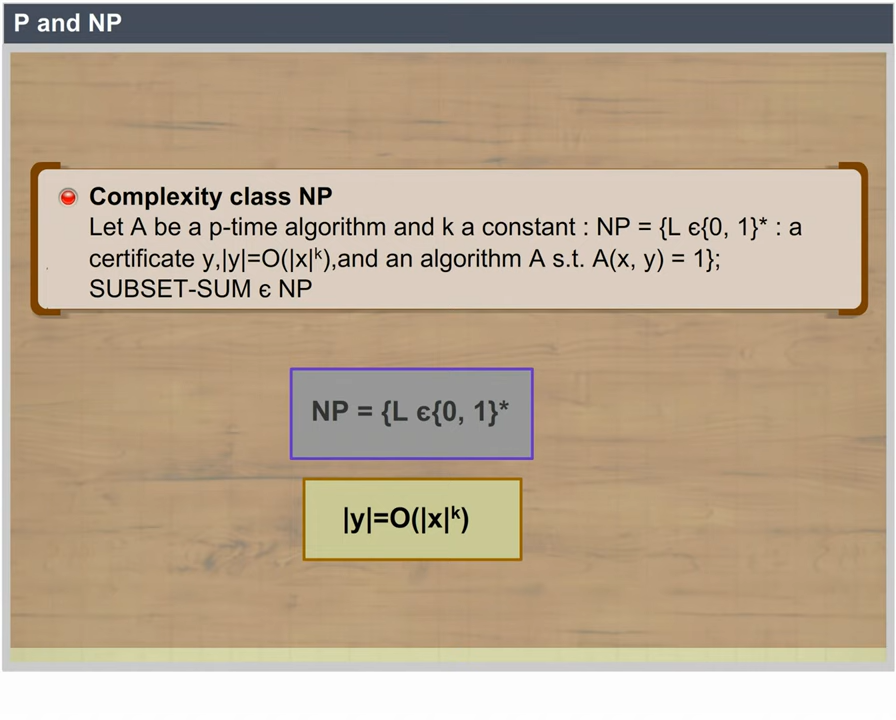 P and NP
Complexity class NP
Let A be a p-time algorithm and k a constant : NP = {L є{0, 1}* : a
certificate y,|y|=O(|x|ᵏ),and an algorithm A s.t. A(x, y) = 1};
SUBSET-SUM є NP
NP = {L є{0, 1}*
|y|=O(|x|ᵏ)